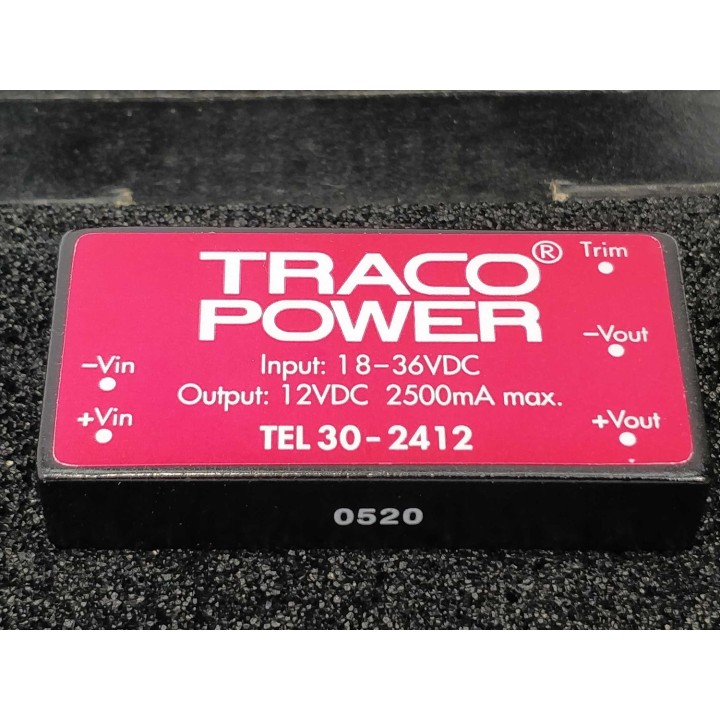 TRACO®
POWER
Trim
-Vout
Input: 18-36VDC
-Vin
Output: 12VDC 2500mA max.
+Vin
+Vout
TEL 30-2412
0520